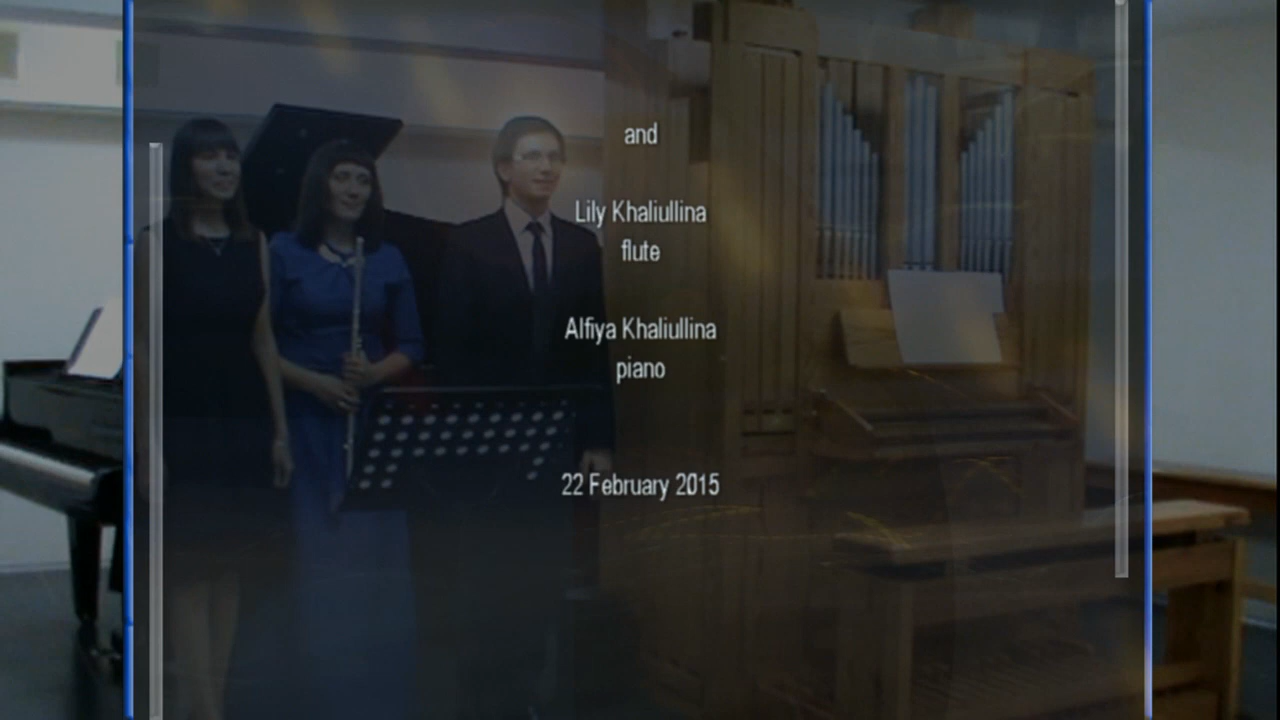 and
Lily Khaliullina
flute
Alfiya Khaliullina
piano
22 February 2015